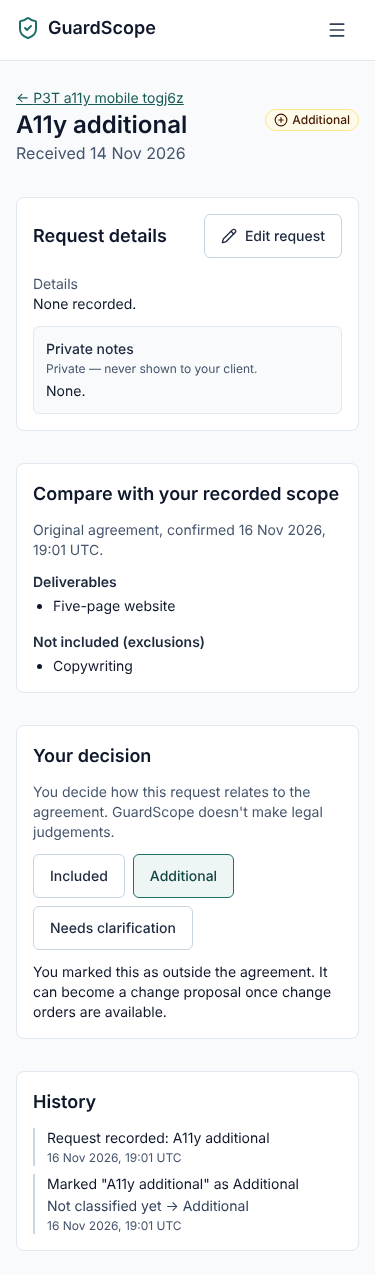 GuardScope
← P3T a11y mobile togj6z
A11y additional
Additional
Received 14 Nov 2026
Request details
Edit request
Details
None recorded.
Private notes
Private — never shown to your client.
None.
Compare with your recorded scope
Original agreement, confirmed 16 Nov 2026,
19:01 UTC.
Deliverables
• Five-page website
Not included (exclusions)
• Copywriting
Your decision
You decide how this request relates to the
agreement. GuardScope doesn't make legal
judgements.
Included
Additional
Needs clarification
You marked this as outside the agreement. It
can become a change proposal once change
orders are available.
History
Request recorded: A11y additional
16 Nov 2026, 19:01 UTC
Marked "A11y additional" as Additional
Not classified yet → Additional
16 Nov 2026, 19:01 UTC